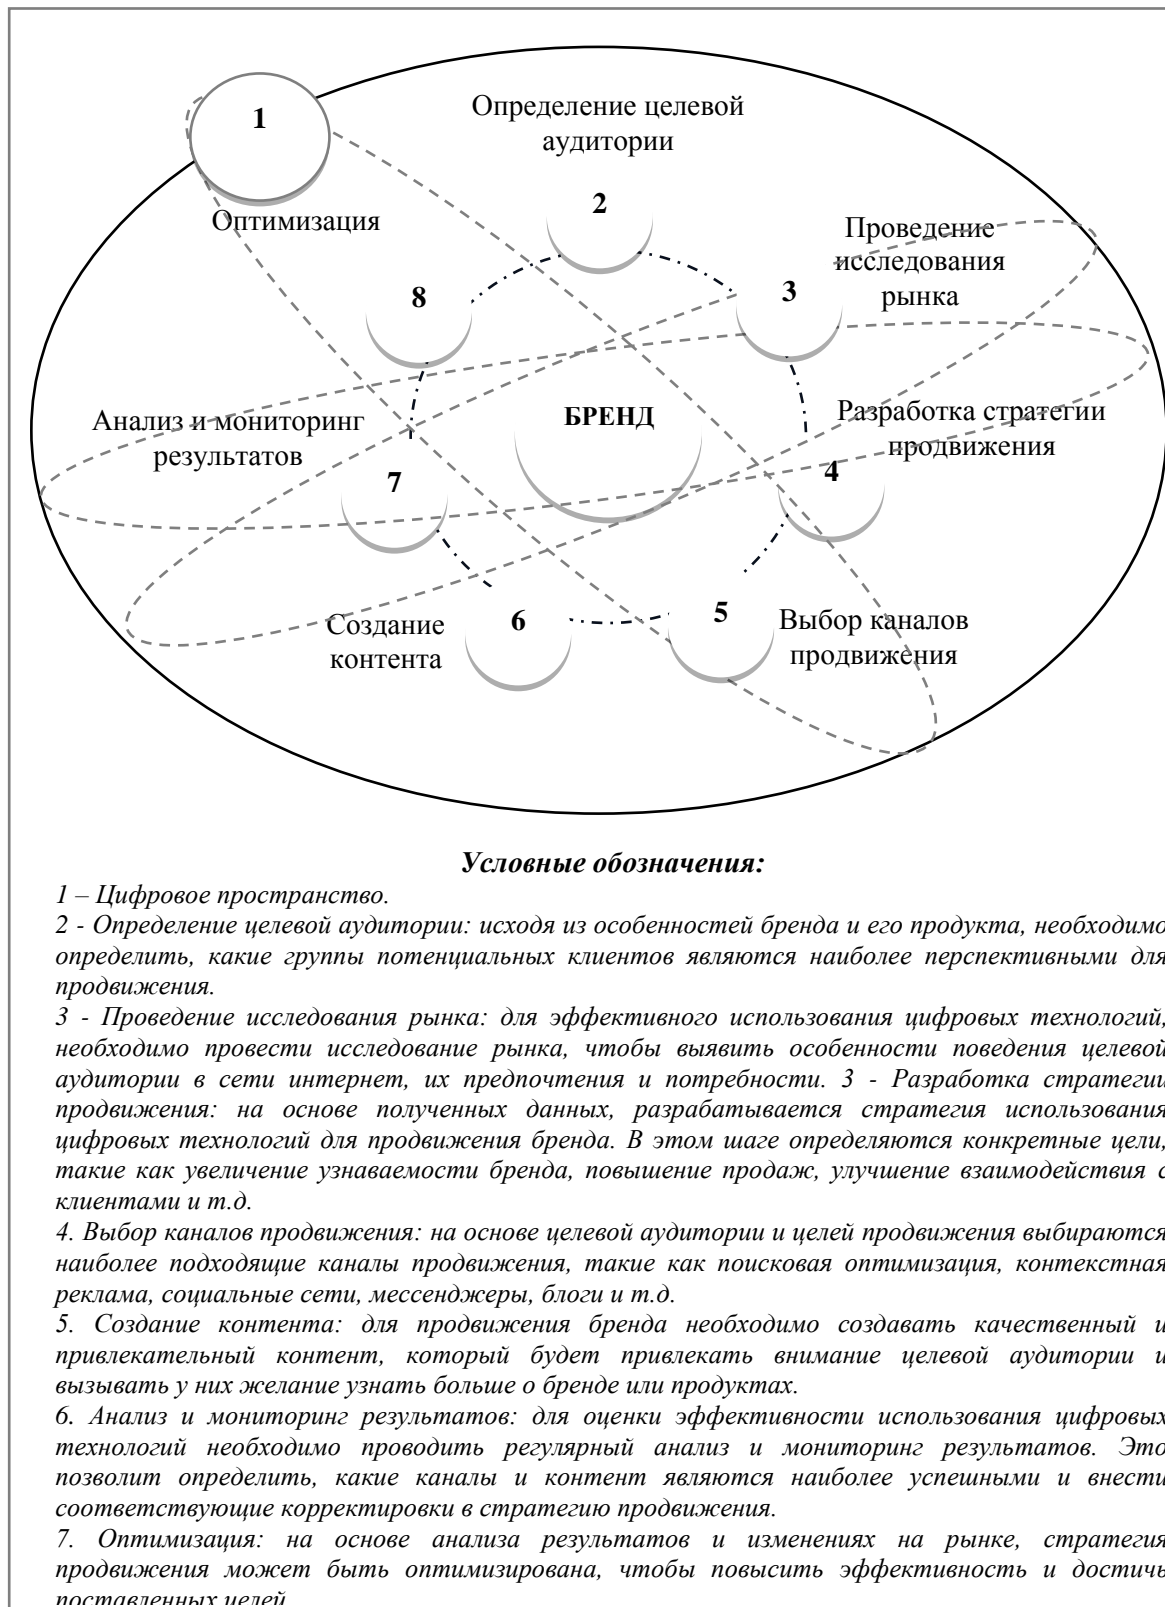 1
Определение целевой
аудитории
2
Оптимизация
Проведение
исследования
рынка
8
3
БРЕНД
Анализ и мониторинг
результатов
Разработка стратегии
продвижения
7
4
Создание
контента
6
5
Выбор каналов
продвижения
Условные обозначения:
1 – Цифровое пространство.
2 - Определение целевой аудитории: исходя из особенностей бренда и его продукта, необходимо
определить, какие группы потенциальных клиентов являются наиболее перспективными для
продвижения.
3 - Проведение исследования рынка: для эффективного использования цифровых технологий,
необходимо провести исследование рынка, чтобы выявить особенности поведения целевой
аудитории в сети интернет, их предпочтения и потребности. 3 - Разработка стратегии
продвижения: на основе полученных данных, разрабатывается стратегия использования
цифровых технологий для продвижения бренда. В этом шаге определяются конкретные цели,
такие как увеличение узнаваемости бренда, повышение продаж, улучшение взаимодействия с
клиентами и т.д.
4. Выбор каналов продвижения: на основе целевой аудитории и целей продвижения выбираются
наиболее подходящие каналы продвижения, такие как поисковая оптимизация, контекстная
реклама, социальные сети, мессенджеры, блоги и т.д.
5. Создание контента: для продвижения бренда необходимо создавать качественный и
привлекательный контент, который будет привлекать внимание целевой аудитории и
вызывать у них желание узнать больше о бренде или продуктах.
6. Анализ и мониторинг результатов: для оценки эффективности использования цифровых
технологий необходимо проводить регулярный анализ и мониторинг результатов. Это
позволит определить, какие каналы и контент являются наиболее успешными и внести
соответствующие корректировки в стратегию продвижения.
7. Оптимизация: на основе анализа результатов и изменениях на рынке, стратегия
продвижения может быть оптимизирована, чтобы повысить эффективность и достичь
поставленных целей